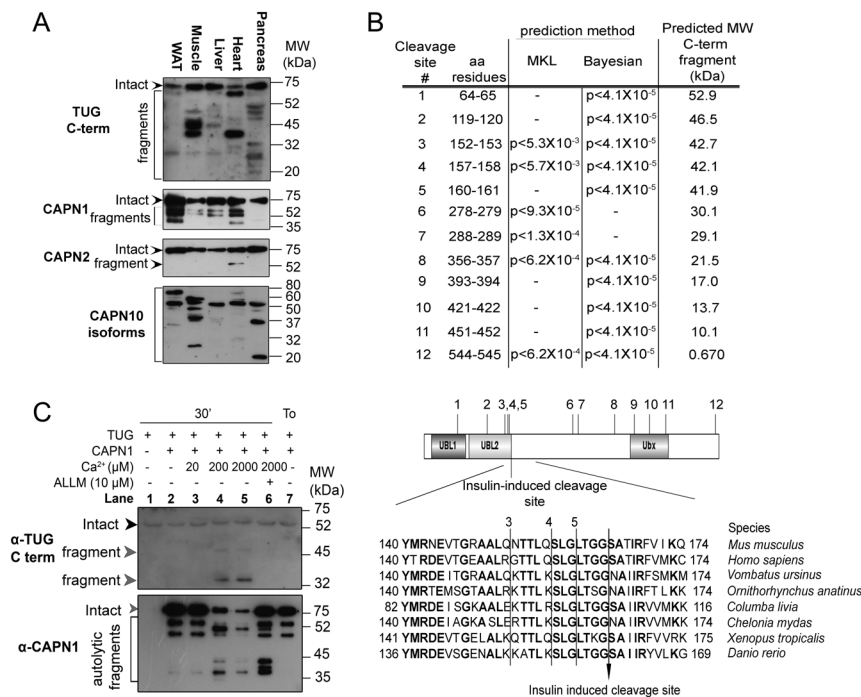 A
WAT
Muscle
Liver
Heart
Pancreas
MW
(kDa)
Intact
TUG
C-term
fragments
75
52
45
32
20
CAPN1
Intact
fragments
75
52
35
CAPN2
Intact
fragment
75
52
CAPN10
isoforms
80
60
50
37
32
20
B
Cleavage site # | aa residues | prediction method MKL | Bayesian | Predicted MW C-term fragment (kDa)
1 64-65 - p<4.1X10⁻⁵ 52.9
2 119-120 - p<4.1X10⁻⁵ 46.5
3 152-153 p<5.3X10⁻³ p<4.1X10⁻⁵ 42.7
4 157-158 p<5.7X10⁻³ p<4.1X10⁻⁵ 42.1
5 160-161 - p<4.1X10⁻⁵ 41.9
6 278-279 p<9.3X10⁻⁵ - 30.1
7 288-289 p<1.3X10⁻⁴ - 29.1
8 356-357 p<6.2X10⁻⁴ p<4.1X10⁻⁵ 21.5
9 393-394 - p<4.1X10⁻⁵ 17.0
10 421-422 - p<4.1X10⁻⁵ 13.7
11 451-452 - p<4.1X10⁻⁵ 10.1
12 544-545 p<6.2X10⁻⁴ p<4.1X10⁻⁵ 0.670
1 2 3, 4,5 6 7 8 9 10 11 12
UBL1 UBL2 Ubx
Insulin-induced cleavage
site
3 4 5
Species
140 YMRNEVTGRAALQNTTLQSLGLTGGSATIRFVIKQ 174 Mus musculus
140 YTRDEVTGEAALRGTTLQSLGLTGGSATIRFVMKC 174 Homo sapiens
140 YMRDEITGRAALQKTTLQSLGLTGGNAIIRFSMKM 174 Vombatus ursinus
140 YMRTEMSGTAALRKTTLQSLGLTGSNAIIRFTLKK 174 Ornithorhynchus anatinus
82 YMRDEISGKAALEKTTLRSLGLTGGSAIIRVVMKK 116 Columba livia
140 YMRDEIAGKASLERTTLRSLGLTGGNAIIRYVMKK 174 Chelonia mydas
141 YMRDEVTGELALQKTTLKSLGLTKGSAIIRFVVRK 175 Xenopus tropicalis
136 YMRDEVSGENALKKATLKSLGLTGGSAIIRYVLKG 169 Danio rerio
Insulin induced cleavage site
C
30' To
TUG + + + + + + +
CAPN1 - + + + + + +
Ca²⁺ (µM) - - 20 200 2000 2000 -
ALLM (10 µM) +
Lane 1 2 3 4 5 6 7
MW
(kDa)
α-TUG
C term
Intact
fragment
fragment
52
45
32
α-CAPN1
Intact
autolytic
fragments
75
52
45
35